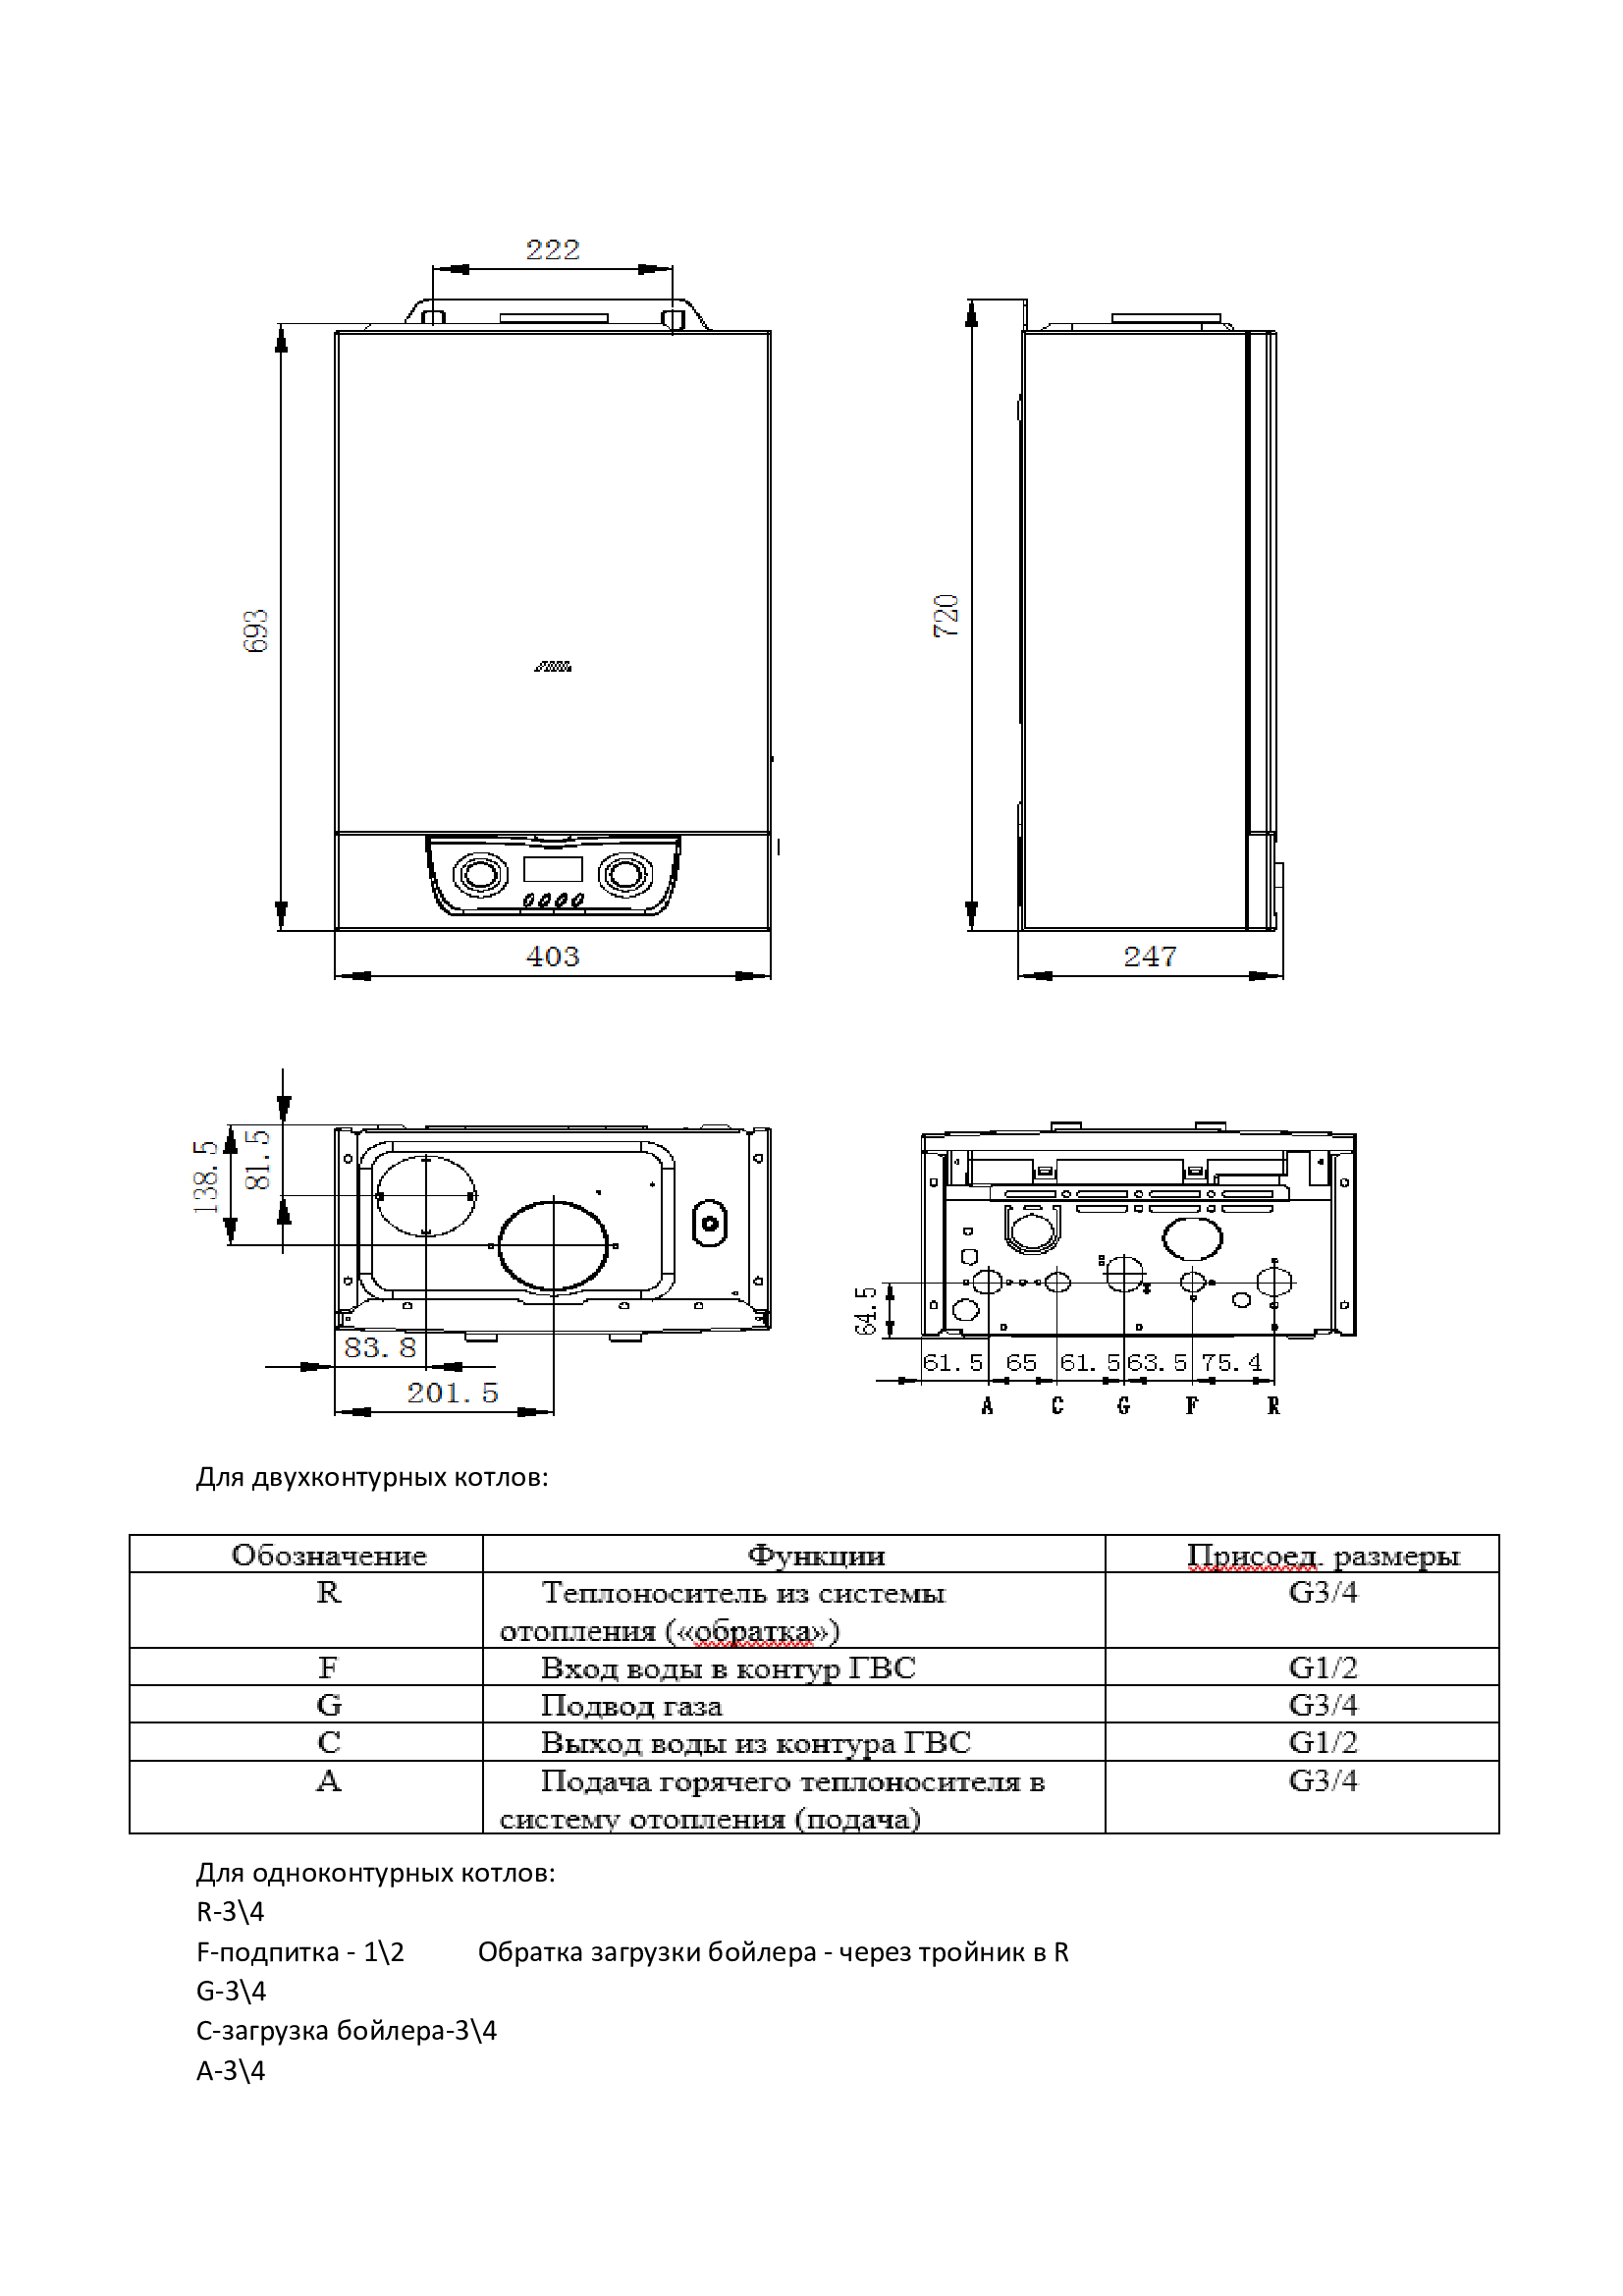 222
693
720
403
247
138.5
81.5
83.8
201.5
64.5
61.5 65 61.5 63.5 75.4
A C G F R
Для двухконтурных котлов:
Обозначение Функции Присоед. размеры
R Теплоноситель из системы G3/4
отопления («обратка»)
F Вход воды в контур ГВС G1/2
G Подвод газа G3/4
C Выход воды из контура ГВС G1/2
A Подача горячего теплоносителя в G3/4
систему отопления (подача)
Для одноконтурных котлов:
R-3\4
F-подпитка - 1\2 Обратка загрузки бойлера - через тройник в R
G-3\4
C-загрузка бойлера-3\4
A-3\4